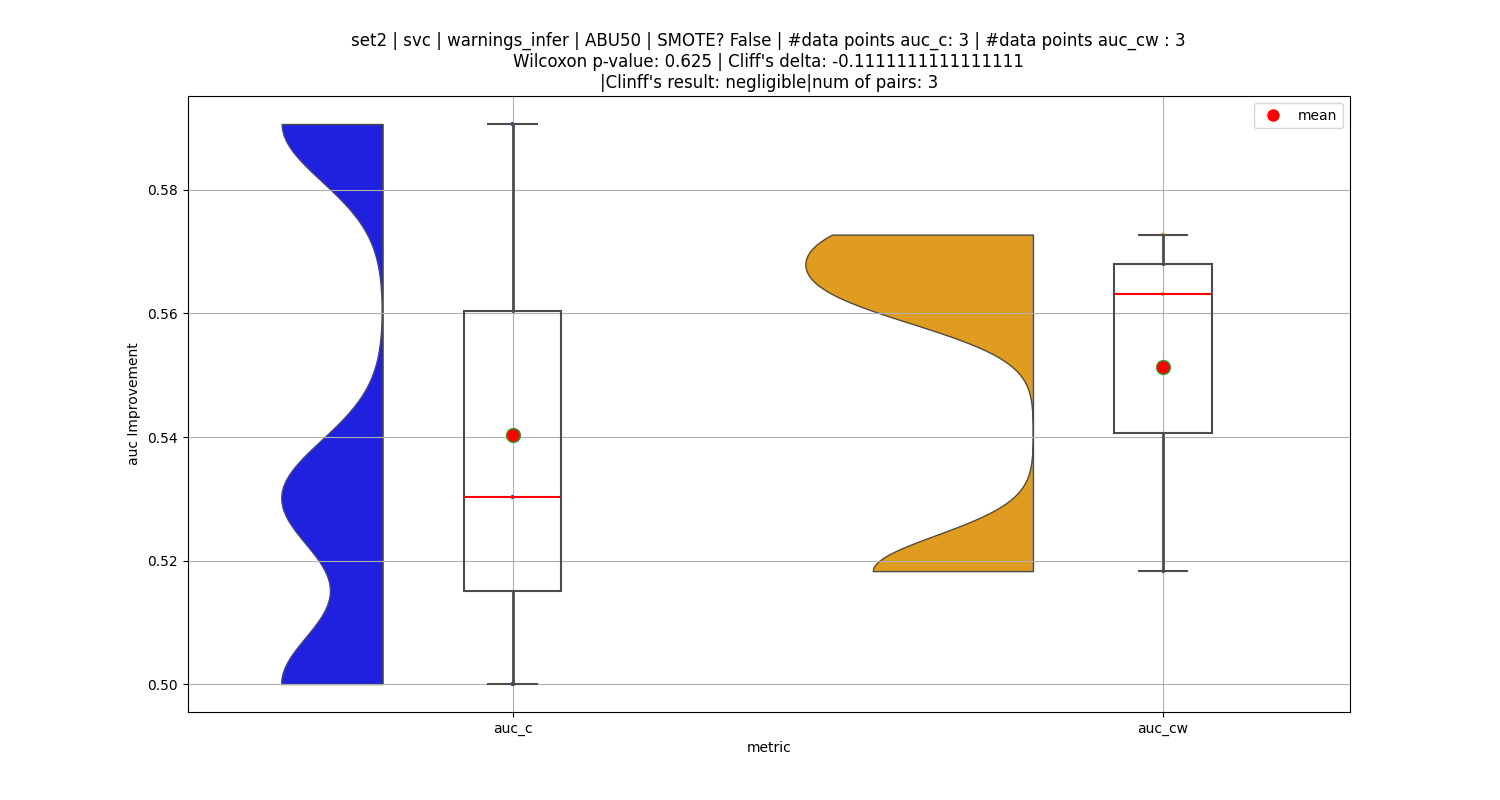 set2 | svc | warnings_infer | ABU50 | SMOTE? False | #data points auc_c: 3 | #data points auc_cw : 3
Wilcoxon p-value: 0.625 | Cliff's delta: -0.1111111111111111
|Clinff's result: negligible|num of pairs: 3
mean
0.58
0.56
0.54
0.52
0.50
auc Improvement
auc_c
auc_cw
metric